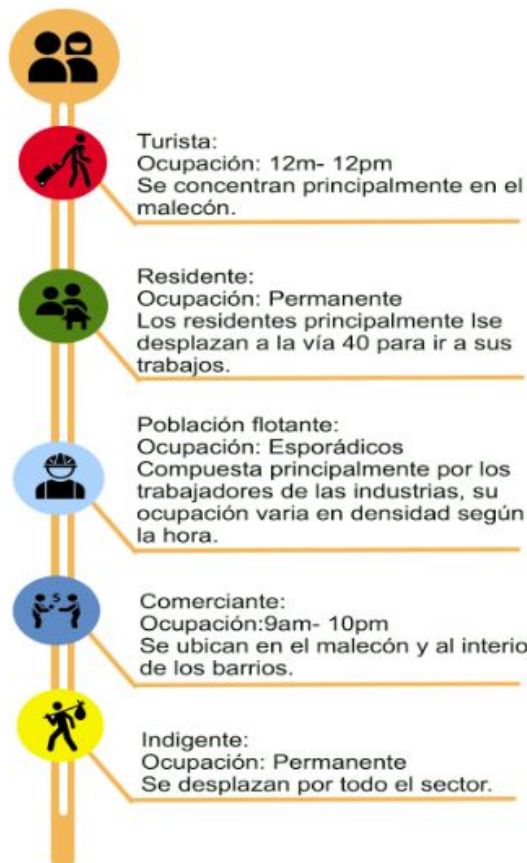 Turista:
Ocupación: 12m- 12pm
Se concentran principalmente en el
malecón.
Residente:
Ocupación: Permanente
Los residentes principalmente lse
desplazan a la vía 40 para ir a sus
trabajos.
Población flotante:
Ocupación: Esporádicos
Compuesta principalmente por los
trabajadores de las industrias, su
ocupación varia en densidad según
la hora.
Comerciante:
Ocupación:9am- 10pm
Se ubican en el malecón y al interio
de los barrios.
Indigente:
Ocupación: Permanente
Se desplazan por todo el sector.